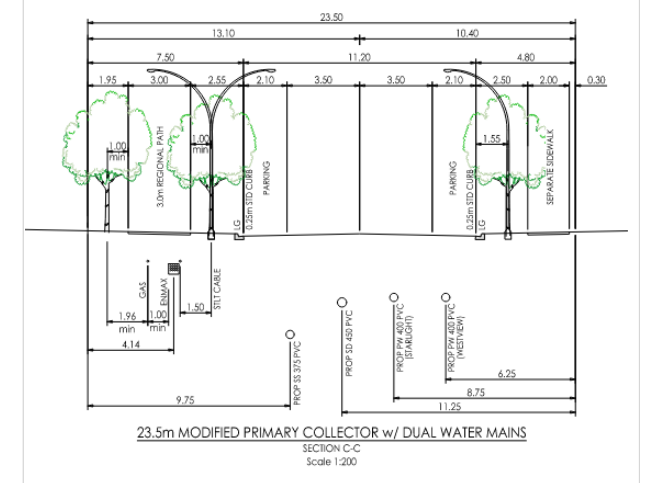 23.50
13.10
10.40
7.50
11.20
4.80
1.95
3.00
2.55
2.10
3.50
3.50
2.10
2.50
2.00
0.30
1.00
min
3.0m REGIONAL PATH
1.00
min
0.25m STD CURB
LG
PARKING
PARKING
0.25m STD CURB
LG
1.55
SEPARATE SIDEWALK
GAS
ENMAX
STLT CABLE
1.50
1.96
min
1.00
min
4.14
PROP SS 375 PVC
PROP SD 450 PVC
PROP PW 400 PVC
(STARLIGHT)
PROP PW 400 PVC
(WESTVIEW)
6.25
8.75
9.75
11.25
23.5m MODIFIED PRIMARY COLLECTOR w/ DUAL WATER MAINS
SECTION C-C
Scale 1:200